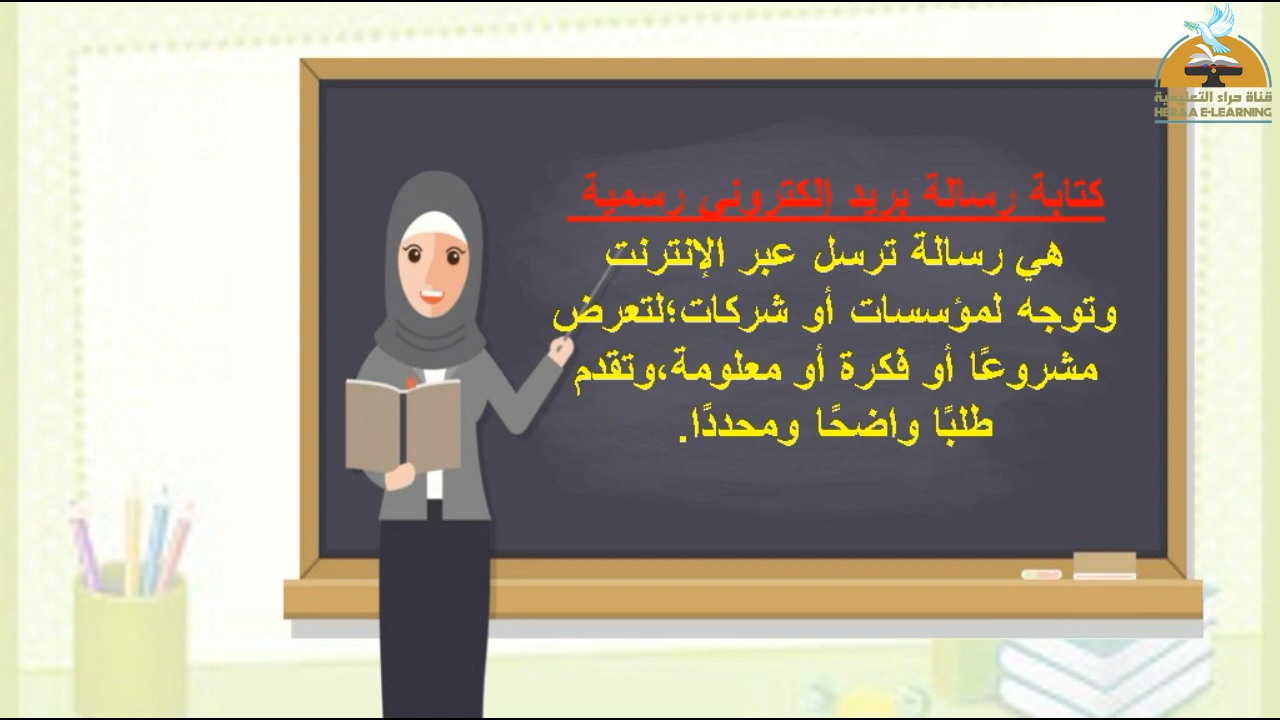 قناة حراء التعليمية
HERAA E-LEARNING
كتابة رسالة بريد إلكتروني رسمية
هي رسالة ترسل عبر الإنترنت
وتوجه لمؤسسات أو شركات؛لتعرض
مشروعًا أو فكرة أو معلومة،وتقدم
طلبًا واضحًا ومحددًا.